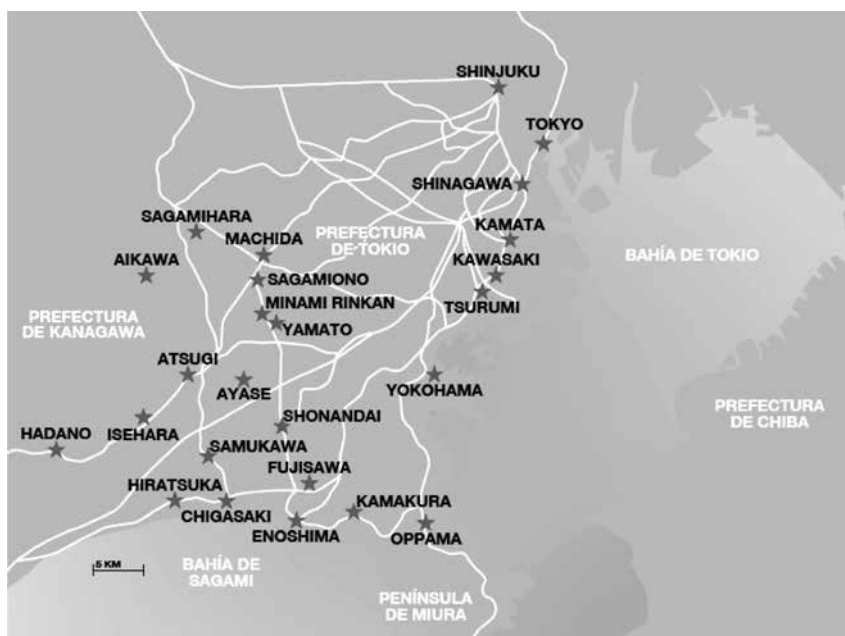 SHINJUKU
TOKYO
SHINAGAWA
SAGAMIHARA
MACHIDA
PREFECTURA
DE TOKIO
KAMATA
AIKAWA
KAWASAKI
BAHÍA DE TOKIO
SAGAMIONO
PREFECTURA
DE KANAGAWA
MINAMI RINKAN
YAMATO
TSURUMI
ATSUGI
AYASE
YOKOHAMA
PREFECTURA
DE CHIBA
ISEHARA
HADANO
SHONANDAI
SAMUKAWA
FUJISAWA
HIRATSUKA
CHIGASAKI
KAMAKURA
ENOSHIMA
OPPAMA
5 KM
BAHÍA DE
SAGAMI
PENÍNSULA
DE MIURA